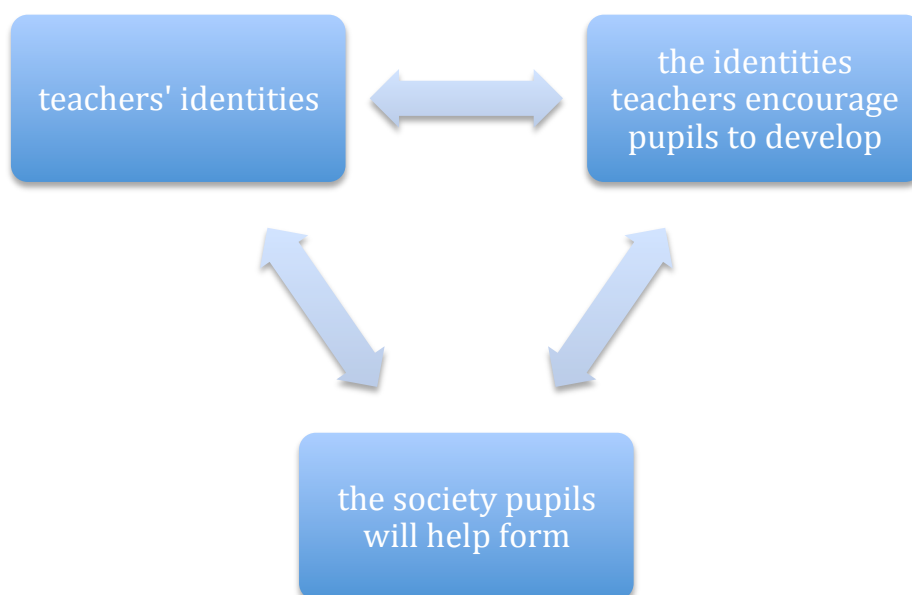 teachers' identities
the identities
teachers encourage
pupils to develop
the society pupils
will help form